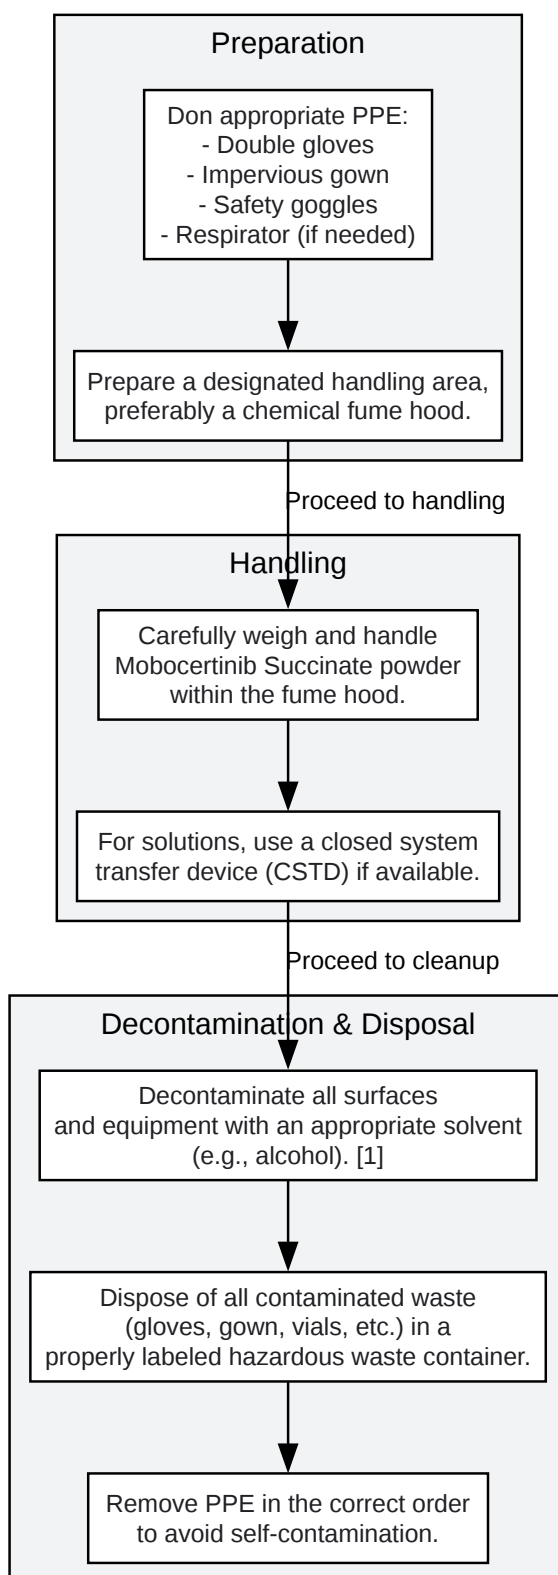 Preparation
Don appropriate PPE:
- Double gloves
- Impervious gown
- Safety goggles
- Respirator (if needed)
Prepare a designated handling area,
preferably a chemical fume hood.
Proceed to handling
Handling
Carefully weigh and handle
Mobocertinib Succinate powder
within the fume hood.
For solutions, use a closed system
transfer device (CSTD) if available.
Proceed to cleanup
Decontamination & Disposal
Decontaminate all surfaces
and equipment with an appropriate solvent
(e.g., alcohol). [1]
Dispose of all contaminated waste
(gloves, gown, vials, etc.) in a
properly labeled hazardous waste container.
Remove PPE in the correct order
to avoid self-contamination.